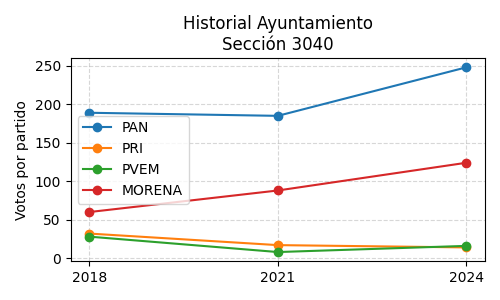 Historial Ayuntamiento
Sección 3040
Votos por partido
250
200
150
100
50
0
PAN
PRI
PVEM
MORENA
2018
2021
2024